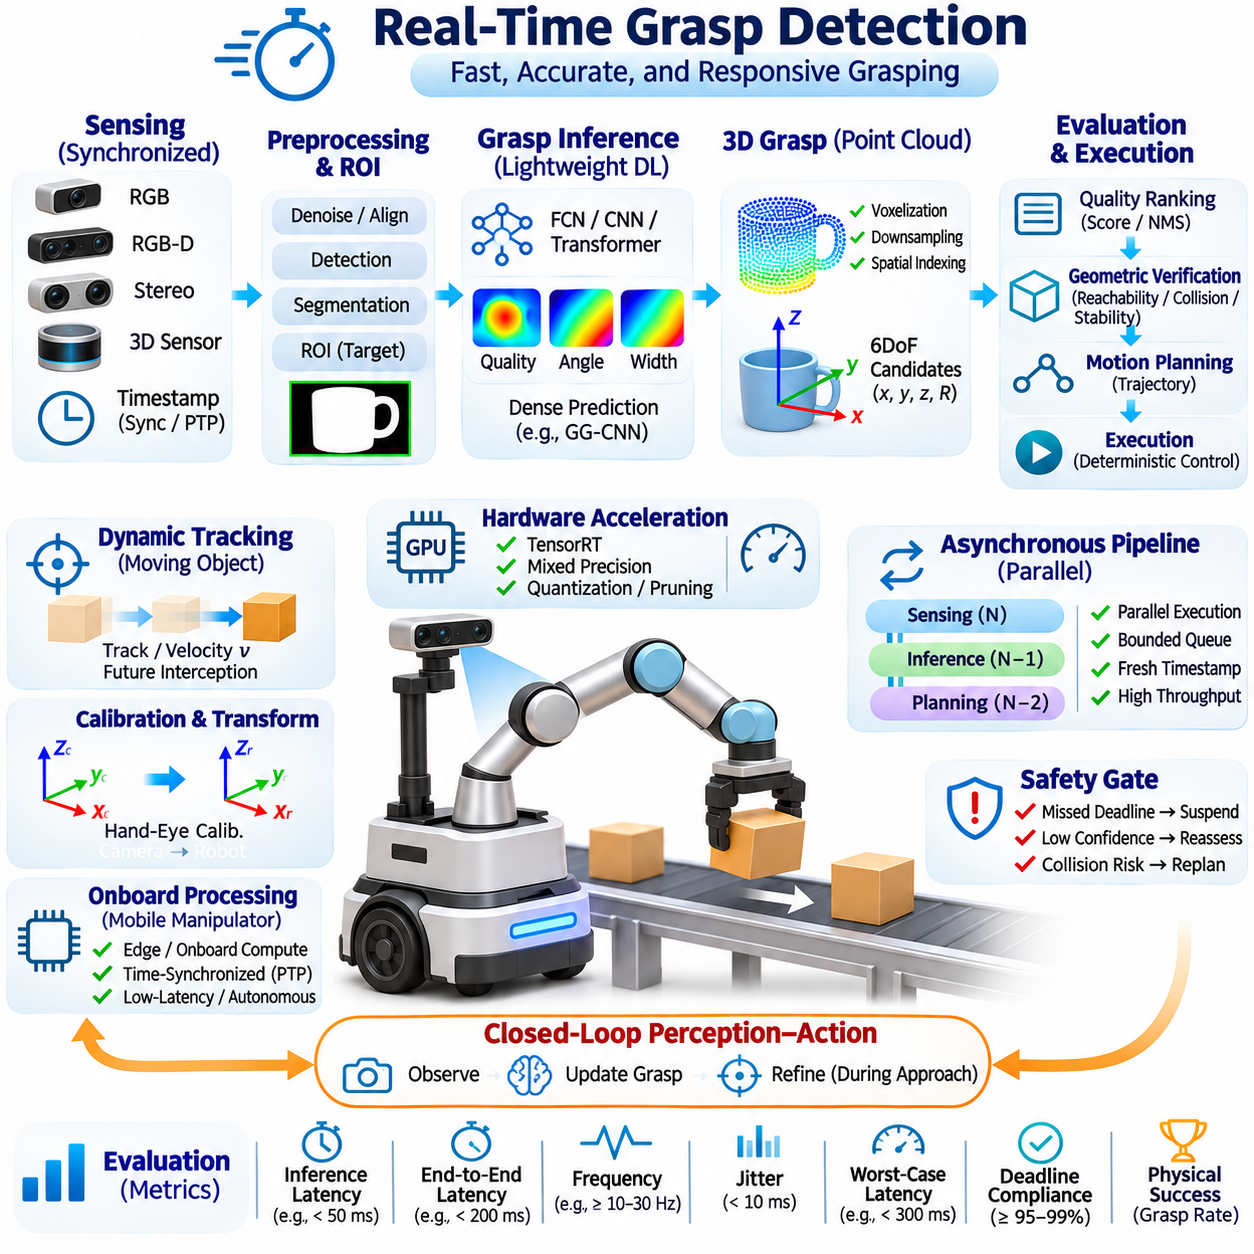 Real-Time Grasp Detection
Fast, Accurate, and Responsive Grasping
Sensing
(Synchronized)
RGB
RGB-D
Stereo
3D Sensor
Timestamp
(Sync / PTP)
Preprocessing
& ROI
Denoise / Align
Detection
Segmentation
ROI (Target)
Grasp Inference
(Lightweight DL)
FCN / CNN /
Transformer
Quality
Angle
Width
Dense Prediction
(e.g., GG-CNN)
3D Grasp (Point Cloud)
Voxelization
Downsampling
Spatial Indexing
z
y
x
6DoF
Candidates
(x, y, z, R)
Evaluation
& Execution
Quality Ranking
(Score / NMS)
Geometric Verification
(Reachability / Collision /
Stability)
Motion Planning
(Trajectory)
Execution
(Deterministic Control)
Dynamic Tracking
(Moving Object)
Track / Velocity v
Future Interception
Hardware Acceleration
GPU
TensorRT
Mixed Precision
Quantization / Pruning
Asynchronous Pipeline
(Parallel)
Sensing (N)
Inference (N−1)
Planning (N−2)
Parallel Execution
Bounded Queue
Fresh Timestamp
High Throughput
Calibration & Transform
Zc
yc
Xc
Zr
yr
Xr
Hand-Eye Calib.
Camera → Robot
Safety Gate
Missed Deadline → Suspend
Low Confidence → Reassess
Collision Risk → Replan
Onboard Processing
(Mobile Manipulator)
Edge / Onboard Compute
Time-Synchronized (PTP)
Low-Latency / Autonomous
Closed-Loop Perception–Action
Observe
Update Grasp
Refine (During Approach)
Evaluation
(Metrics)
Inference
Latency
(e.g., < 50 ms)
End-to-End
Latency
(e.g., < 200 ms)
Frequency
(e.g., ≥ 10–30 Hz)
Jitter
(< 10 ms)
Worst-Case
Latency
(e.g., < 300 ms)
Deadline
Compliance
(≥ 95–99%)
Physical
Success
(Grasp Rate)